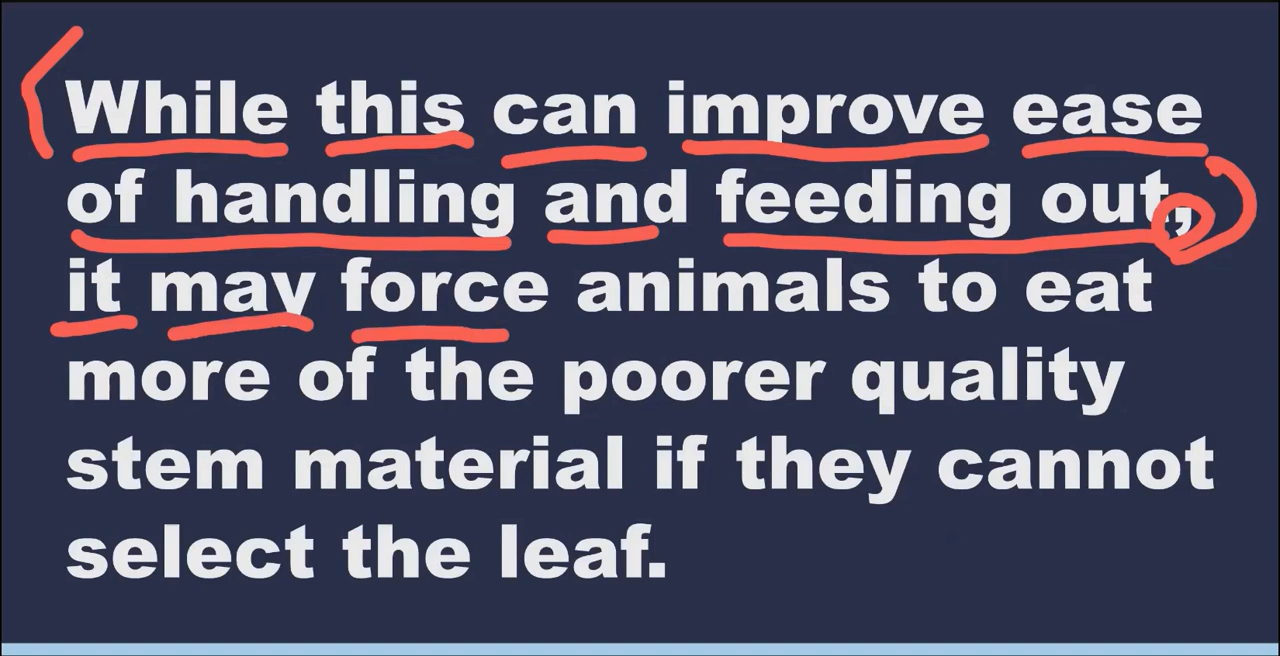 While this can improve ease
of handling and feeding out,
it may force animals to eat
more of the poorer quality
stem material if they cannot
select the leaf.